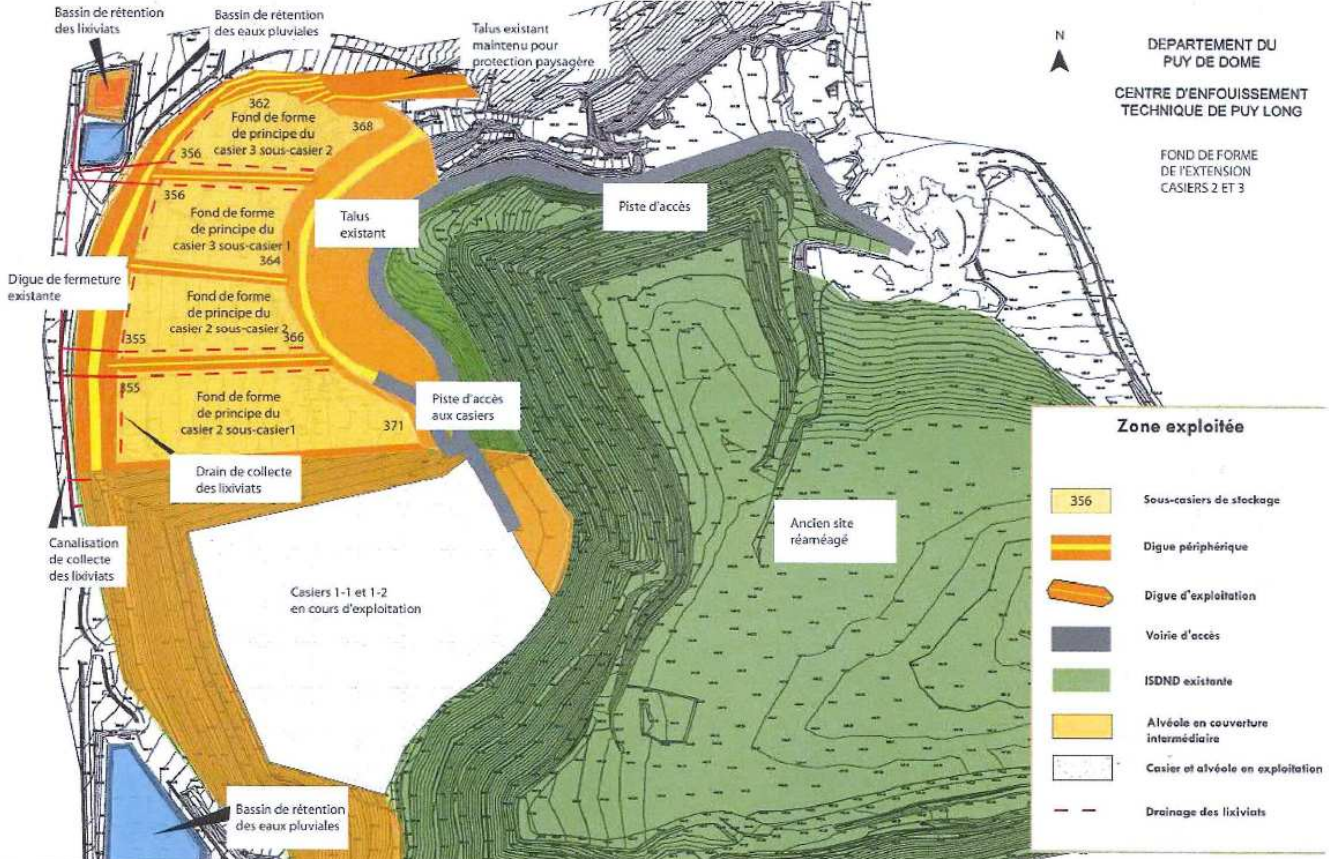 Bassin de rétention
des lixiviats
Bassin de rétention
des eaux pluviales
Talus existant
maintenu pour
protection paysagère
N
DEPARTEMENT DU
PUY DE DOME
CENTRE D'ENFOUISSEMENT
TECHNIQUE DE PUY LONG
FOND DE FORME
DE l'EXTENSION
CASIERS 2 ET 3
362
Fond de forme
de principe du
casier 3 sous-casier 2
368
356
356
Fond de forme
de principe du
casier 3 sous-casier 1
364
Talus
existant
Piste d'accès
Digue de fermeture
existante
Fond de forme
de principe du
casier 2 sous-casier 2
355
366
355
Fond de forme
de principe du
casier 2 sous-casier1
371
Piste d'accès
aux casiers
Drain de collecte
des lixiviats
Canalisation
de collecte
des lixiviats
Casiers 1-1 et 1-2
en cours d'exploitation
Ancien site
réaméagé
Bassin de rétention
des eaux pluviales
Zone exploitée
356
Sous-casiers de stockage
Digue périphérique
Digue d'exploitation
Voirie d'accès
ISDND existante
Alvéole en couverture
intermédiaire
Casier et alvéole en exploitation
Drainage des lixiviats